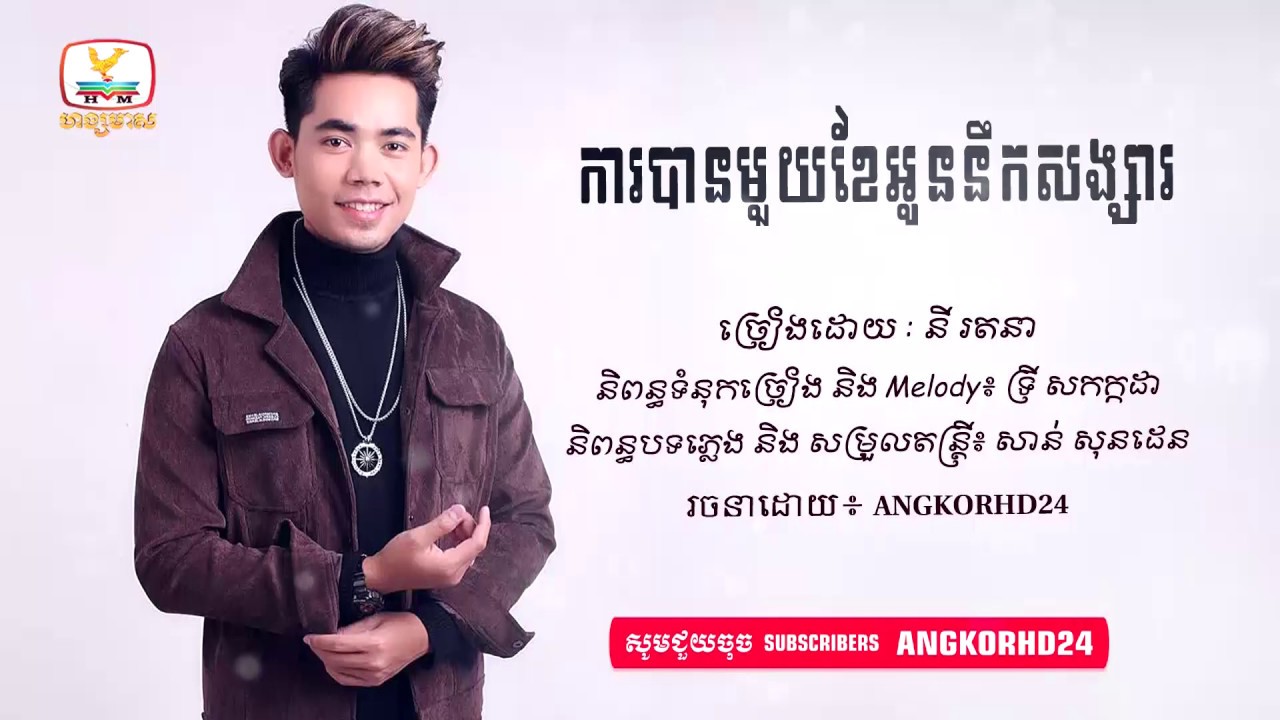 HM
ហង្សមាស
ការបានមួយខែអូននឹកសង្សារ
ច្រៀងដោយ : នី រតនា
និពន្ធទំនុកច្រៀង និង Melody៖ ទ្រី សកក្កដា
និពន្ធបទភ្លេង និង សម្រួលតន្ត្រី៖ សាន់ សុនដេន
រចនាដោយ៖ ANGKORHD24
សូមជួយចុច SUBSCRIBERS ANGKORHD24